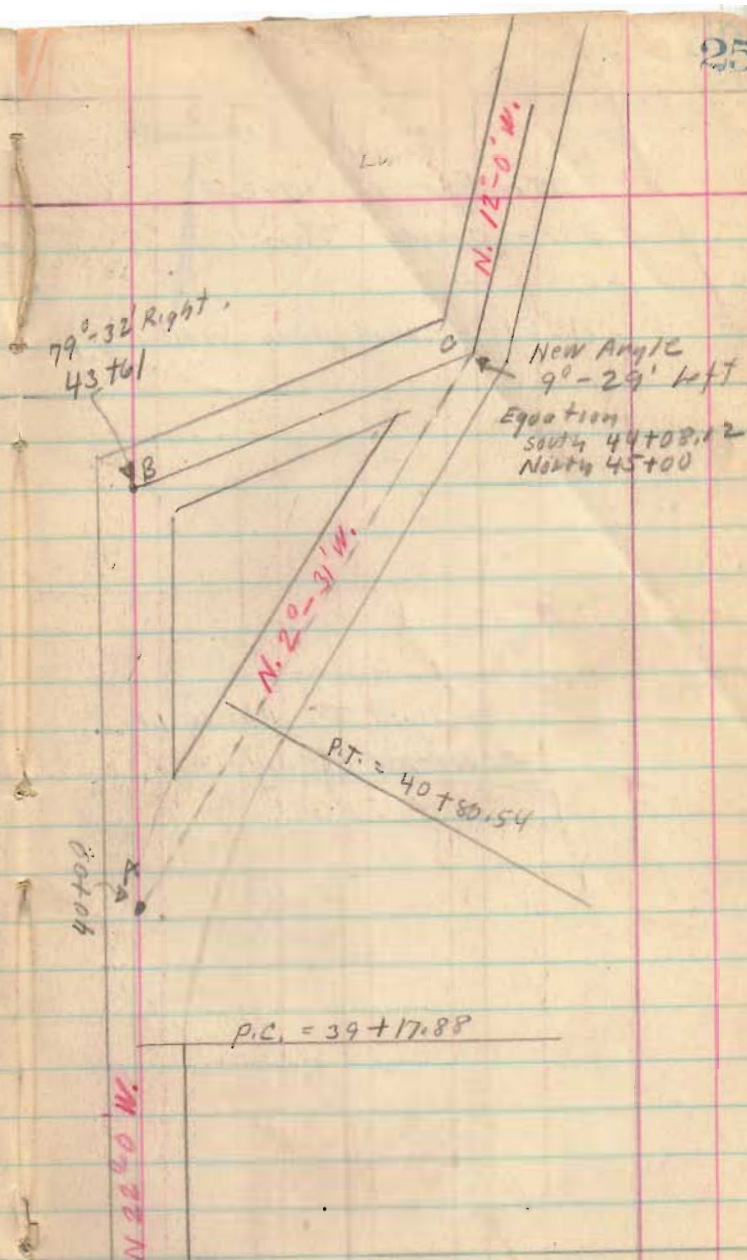 25
N. 12°-0' W.
79°-32' Right.
43+61
B
C
New Angle
9°-29' Left
Equation
South 44+08.12
North 45+00
N. 2°-31' W.
P.T. = 40+80.54
40+00
A
P.C. = 39+17.88
N 22°-0' W.